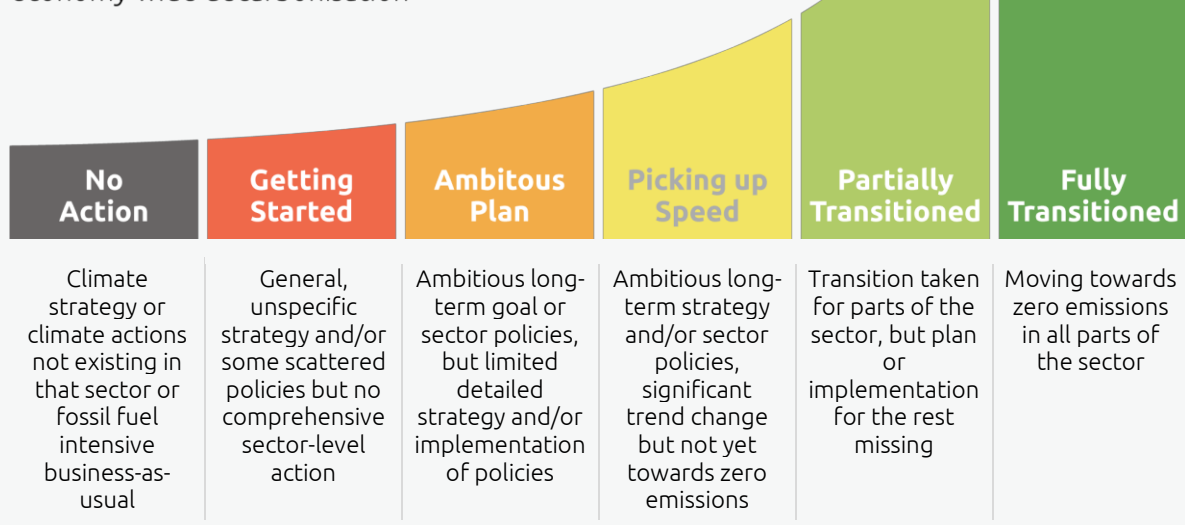 No
Action
Getting
Started
Ambitous
Plan
Picking up
Speed
Partially
Transitioned
Fully
Transitioned
Climate
strategy or
climate actions
not existing in
that sector or
fossil fuel
intensive
business-as-
usual
General,
unspecific
strategy and/or
some scattered
policies but no
comprehensive
sector-level
action
Ambitious long-
term goal or
sector policies,
but limited
detailed
strategy and/or
implementation
of policies
Ambitious long-
term strategy
and/or sector
policies,
significant
trend change
but not yet
towards zero
emissions
Transition taken
for parts of the
sector, but plan
or
implementation
for the rest
missing
Moving towards
zero emissions
in all parts of
the sector